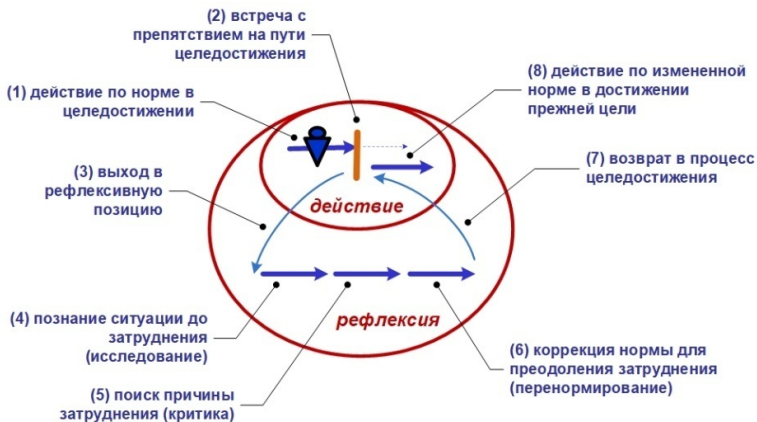 (2) встреча с
препятствием на пути
целедостижения
(1) действие по норме в
целедостижении
(8) действие по измененной
норме в достижении
прежней цели
(3) выход в
рефлексивную
позицию
(7) возврат в процесс
целедостижения
действие
рефлексия
(4) познание ситуации до
затруднения
(исследование)
(5) поиск причины
затруднения (критика)
(6) коррекция нормы для
преодоления затруднения
(перенормирование)